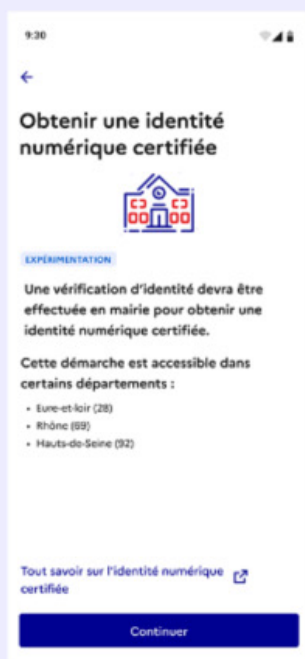 9:30
Obtenir une identité
numérique certifiée
EXPÉRIMENTATION
Une vérification d'identité devra être
effectuée en mairie pour obtenir une
identité numérique certifiée.
Cette démarche est accessible dans
certains départements :
• Eure-et-loir (28)
• Rhône (69)
• Hauts-de-Seine (92)
Tout savoir sur l'identité numérique
certifiée
Continuer